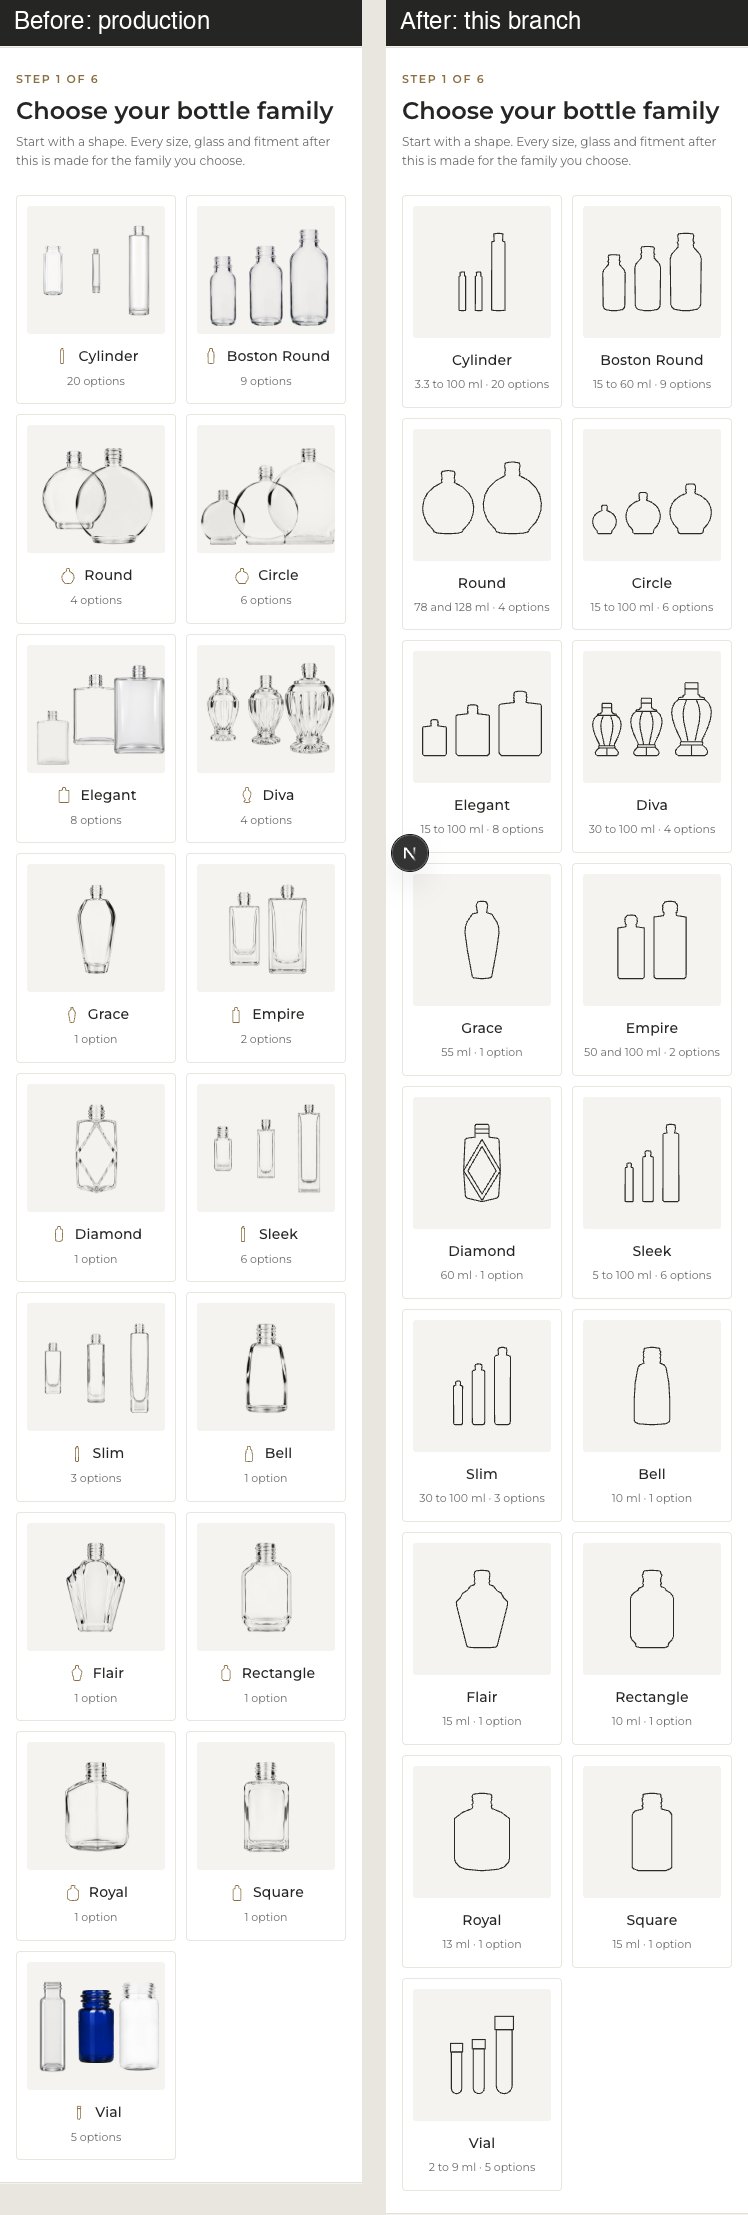 Before: production
STEP 1 OF 6
Choose your bottle family
Start with a shape. Every size, glass and fitment after
this is made for the family you choose.
Cylinder
20 options
Boston Round
9 options
Round
4 options
Circle
6 options
Elegant
8 options
Diva
4 options
Grace
1 option
Empire
2 options
Diamond
1 option
Sleek
6 options
Slim
3 options
Bell
1 option
Flair
1 option
Rectangle
1 option
Royal
1 option
Square
1 option
Vial
5 options
After: this branch
STEP 1 OF 6
Choose your bottle family
Start with a shape. Every size, glass and fitment after
this is made for the family you choose.
Cylinder
3.3 to 100 ml · 20 options
Boston Round
15 to 60 ml · 9 options
Round
78 and 128 ml · 4 options
Circle
15 to 100 ml · 6 options
Elegant
15 to 100 ml · 8 options
Diva
30 to 100 ml · 4 options
N
Grace
55 ml · 1 option
Empire
50 and 100 ml · 2 options
Diamond
60 ml · 1 option
Sleek
5 to 100 ml · 6 options
Slim
30 to 100 ml · 3 options
Bell
10 ml · 1 option
Flair
15 ml · 1 option
Rectangle
10 ml · 1 option
Royal
13 ml · 1 option
Square
15 ml · 1 option
Vial
2 to 9 ml · 5 options